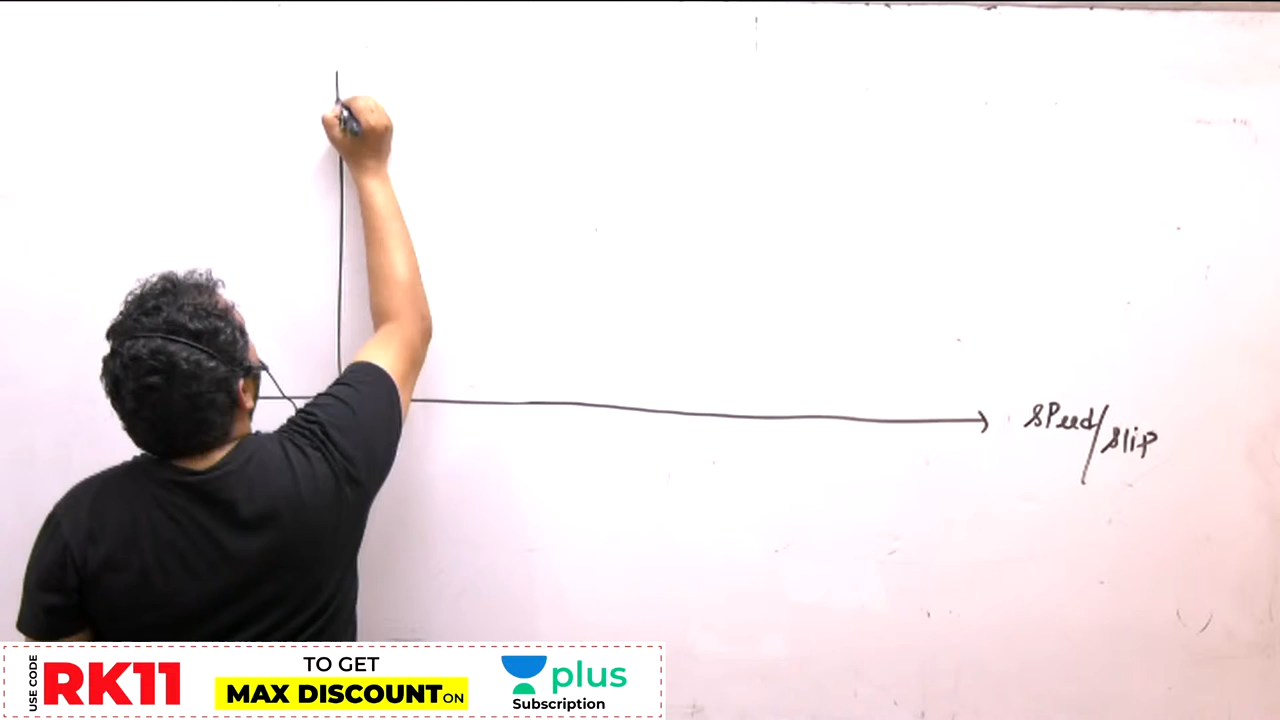 speed/slip
USE CODE
RK11
TO GET
MAX DISCOUNT ON
plus
Subscription